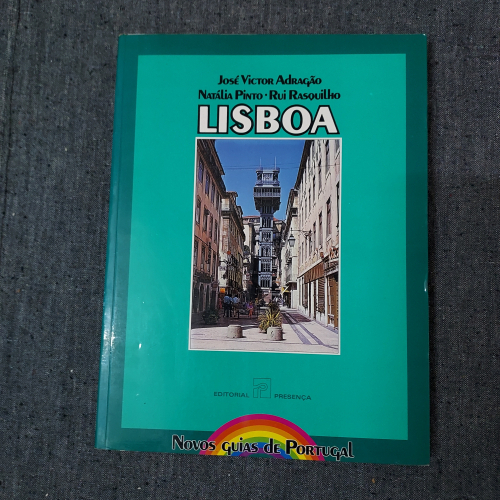 José Victor Adragão
Natália Pinto • Rui Rasquilho
LISBOA
EDITORIAL PRESENÇA
Novos guias de Portugal